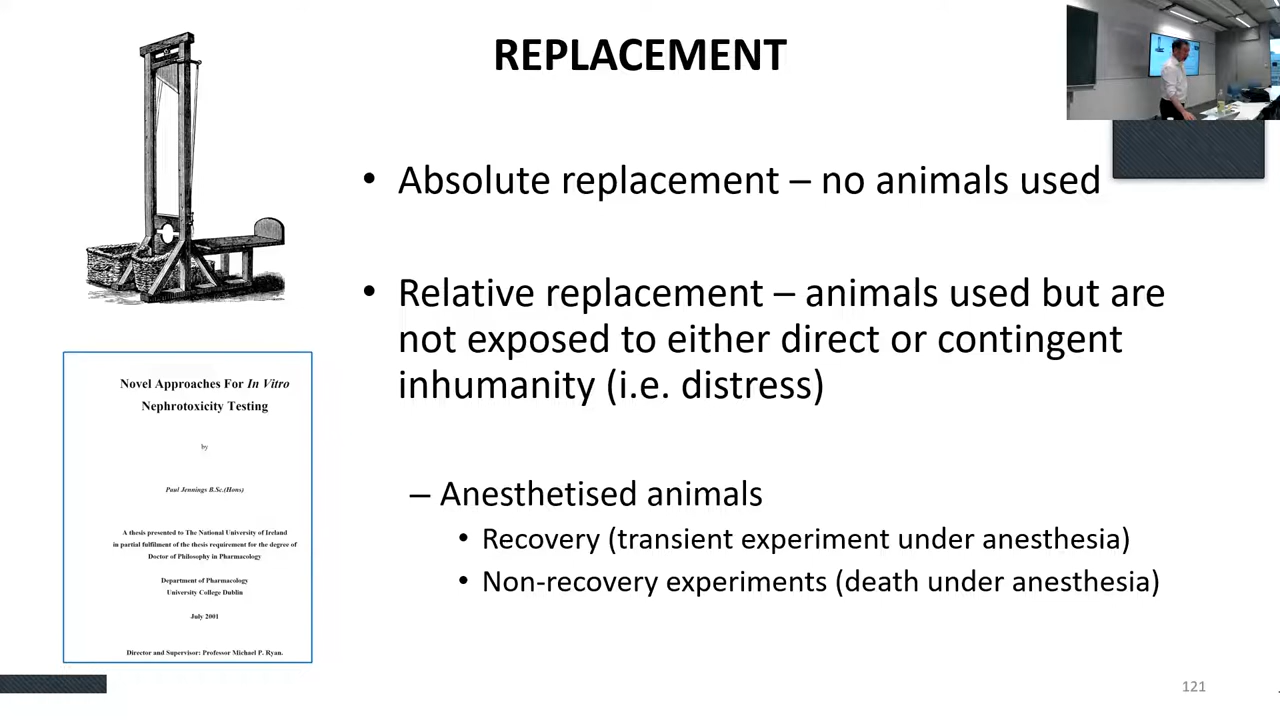 REPLACEMENT
• Absolute replacement – no animals used
• Relative replacement – animals used but are
not exposed to either direct or contingent
inhumanity (i.e. distress)
– Anesthetised animals
• Recovery (transient experiment under anesthesia)
• Non-recovery experiments (death under anesthesia)
Novel Approaches For In Vitro
Nephrotoxicity Testing
by
Paul Jennings B.Sc.(Hons)
A thesis presented to The National University of Ireland
in partial fulfilment of the thesis requirement for the degree of
Doctor of Philosophy in Pharmacology
Department of Pharmacology
University College Dublin
July 2001
Director and Supervisor: Professor Michael P. Ryan.
121